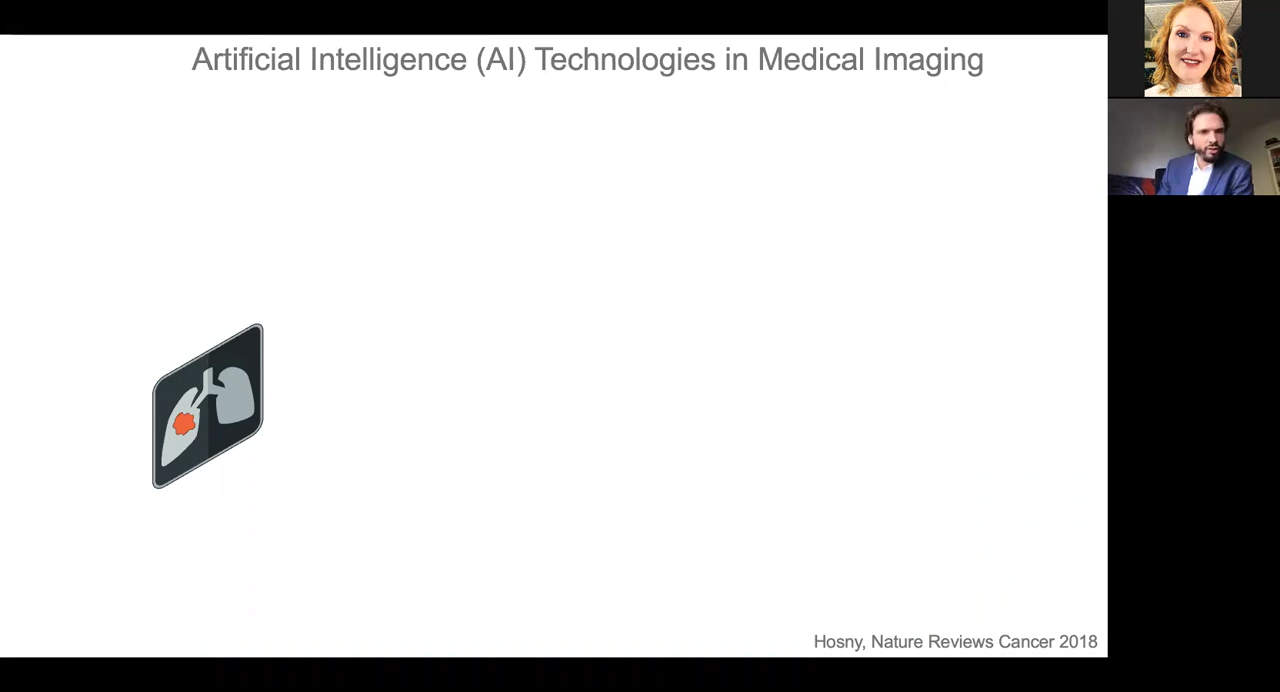 Artificial Intelligence (AI) Technologies in Medical Imaging
Hosny, Nature Reviews Cancer 2018